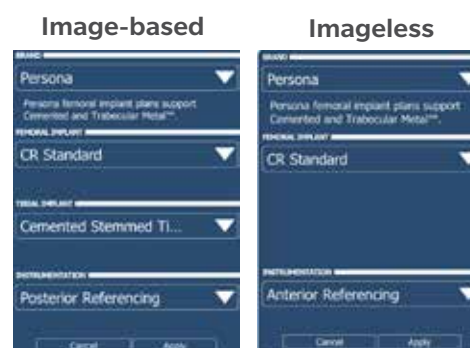 Image-based
BRAND
Persona
Persona femoral implant plans support
Cemented and Trabecular Metal™.
FEMORAL IMPLANT
CR Standard
TIBIAL IMPLANT
Cemented Stemmed Ti...
INSTRUMENTATION
Posterior Referencing
Cancel Apply
Imageless
BRAND
Persona
Persona femoral implant plans support
Cemented and Trabecular Metal™.
FEMORAL IMPLANT
CR Standard
INSTRUMENTATION
Anterior Referencing
Cancel Apply